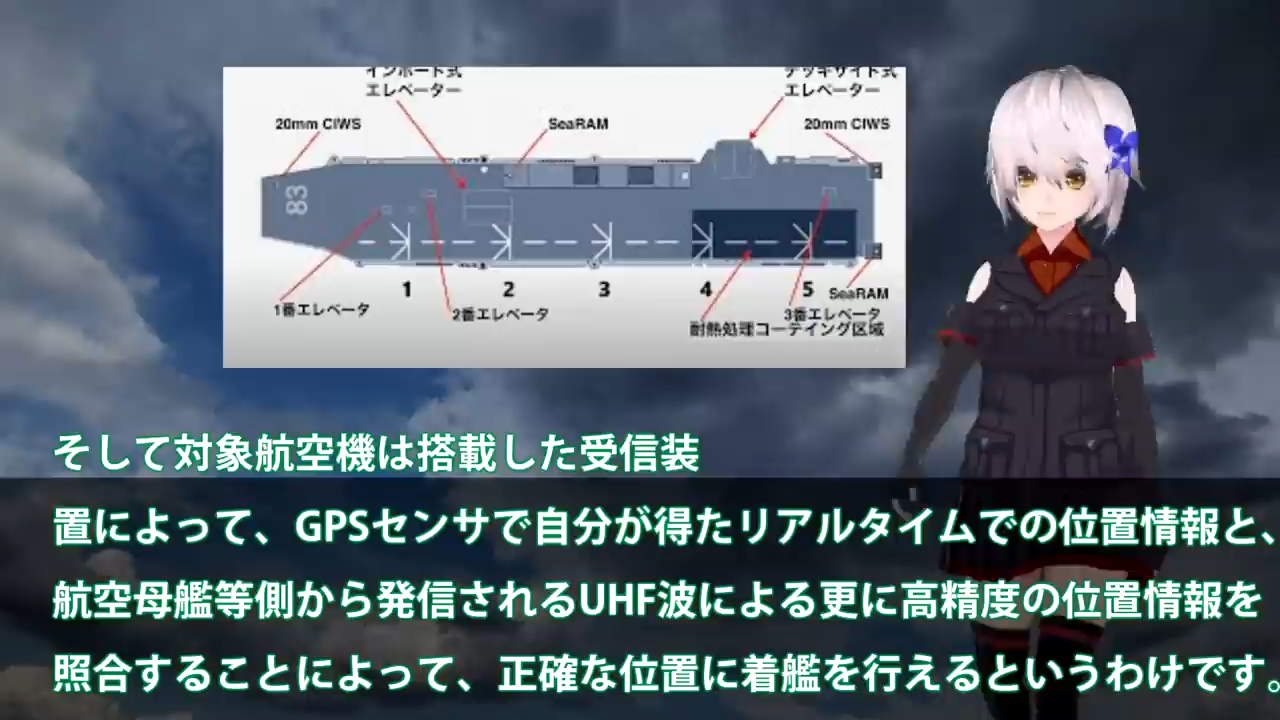 インボート式
エレベーター
デッキサイド式
エレベーター
20mm CIWS
SeaRAM
20mm CIWS
83
1
2
3
4
5
SeaRAM
1番エレベータ
2番エレベータ
3番エレベータ
耐熱処理コーテイング区域
そして対象航空機は搭載した受信装
置によって、GPSセンサで自分が得たリアルタイムでの位置情報と、
航空母艦等側から発信されるUHF波による更に高精度の位置情報を
照合することによって、正確な位置に着艦を行えるというわけです。